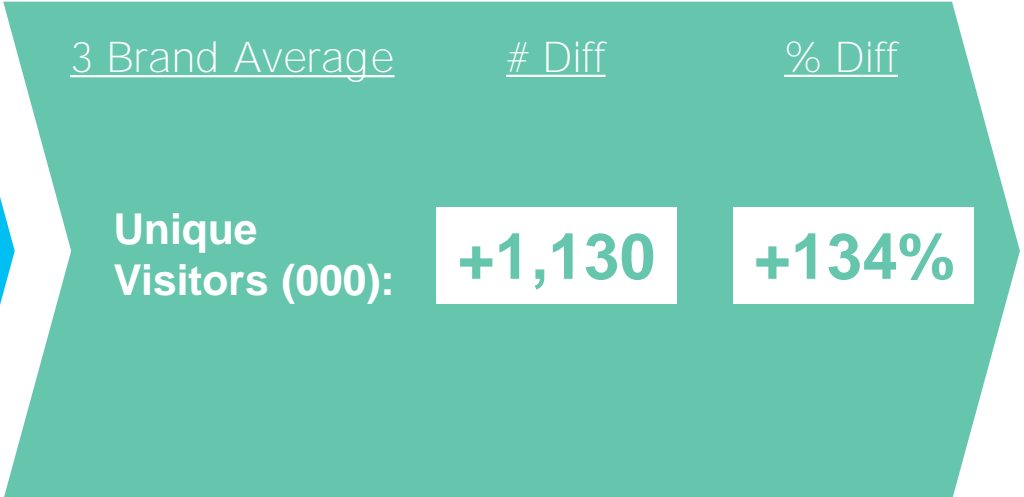 3 Brand Average # Diff % Diff
Unique
Visitors (000): +1,130 +134%